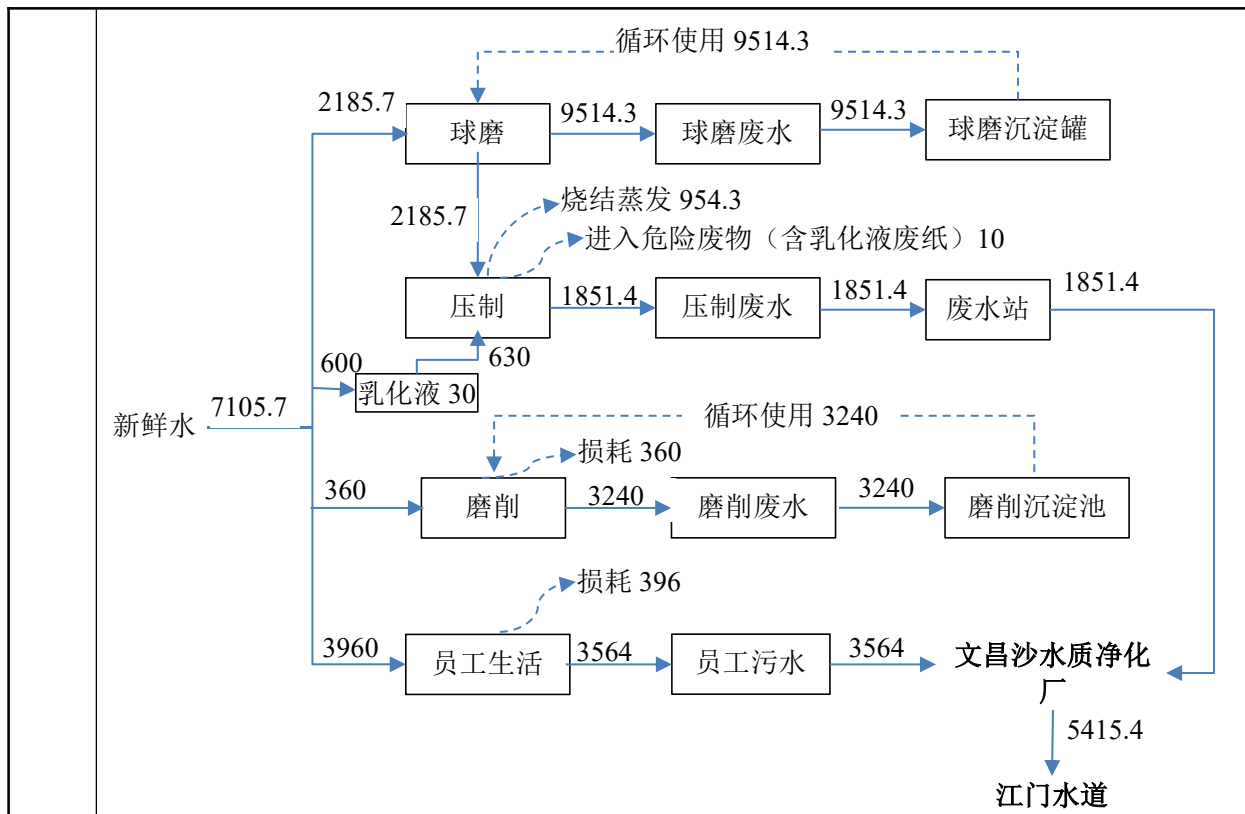 循环使用 9514.3
2185.7
球磨
9514.3
球磨废水
9514.3
球磨沉淀罐
2185.7
烧结蒸发 954.3
进入危险废物（含乳化液废纸）10
压制
1851.4
压制废水
1851.4
废水站
1851.4
600
乳化液 30
630
新鲜水
7105.7
循环使用 3240
损耗 360
360
磨削
3240
磨削废水
3240
磨削沉淀池
损耗 396
3960
员工生活
3564
员工污水
3564
文昌沙水质净化
厂
5415.4
江门水道